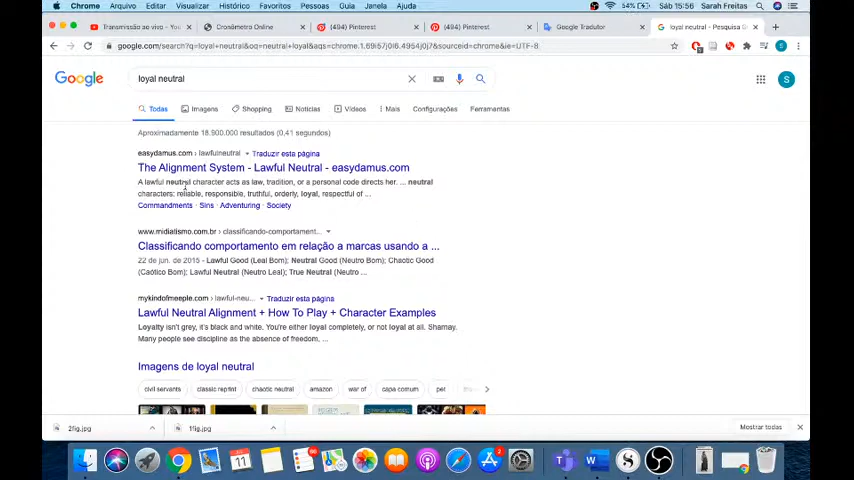 Chrome Arquivo Editar Visualizar Histórico Favoritos Pessoas Guia Janela Ajuda 54% Sáb 15:56 Sarah Freitas
Transmissão ao vivo - You Cronômetro Online (494) Pinterest (494) Pinterest Google Tradutor loyal neutral - Pesquisa G
google.com/search?q=loyal+neutral&oq=neutral+loyal&aqs=chrome.1.69i57j0l6.4954j0j7&sourceid=chrome&ie=UTF-8
Google loyal neutral S
Todas Imagens Shopping Notícias Vídeos Mais Configurações Ferramentas
Aproximadamente 18.900.000 resultados (0,41 segundos)
easydamus.com › lawfulneutral Traduzir esta página
The Alignment System - Lawful Neutral - easydamus.com
A lawful neutral character acts as law, tradition, or a personal code directs her. ... neutral
characters: reliable, responsible, truthful, orderly, loyal, respectful of ...
Commandments · Sins · Adventuring · Society
www.midiatismo.com.br › classificando-comportament...
Classificando comportamento em relação a marcas usando a ...
22 de jun. de 2015 - Lawful Good (Leal Bom); Neutral Good (Neutro Bom); Chaotic Good
(Caótico Bom); Lawful Neutral (Neutro Leal); True Neutral (Neutro ...
mykindofmeeple.com › lawful-neu... Traduzir esta página
Lawful Neutral Alignment + How To Play + Character Examples
Loyalty isn't grey, it's black and white. You're either loyal completely, or not loyal at all. Sharnay.
Many people see discipline as the absence of freedom, ...
Imagens de loyal neutral
civil servants classic reprint chaotic neutral amazon war of capa comum pet
2fig.jpg 1fig.jpg Mostrar todas